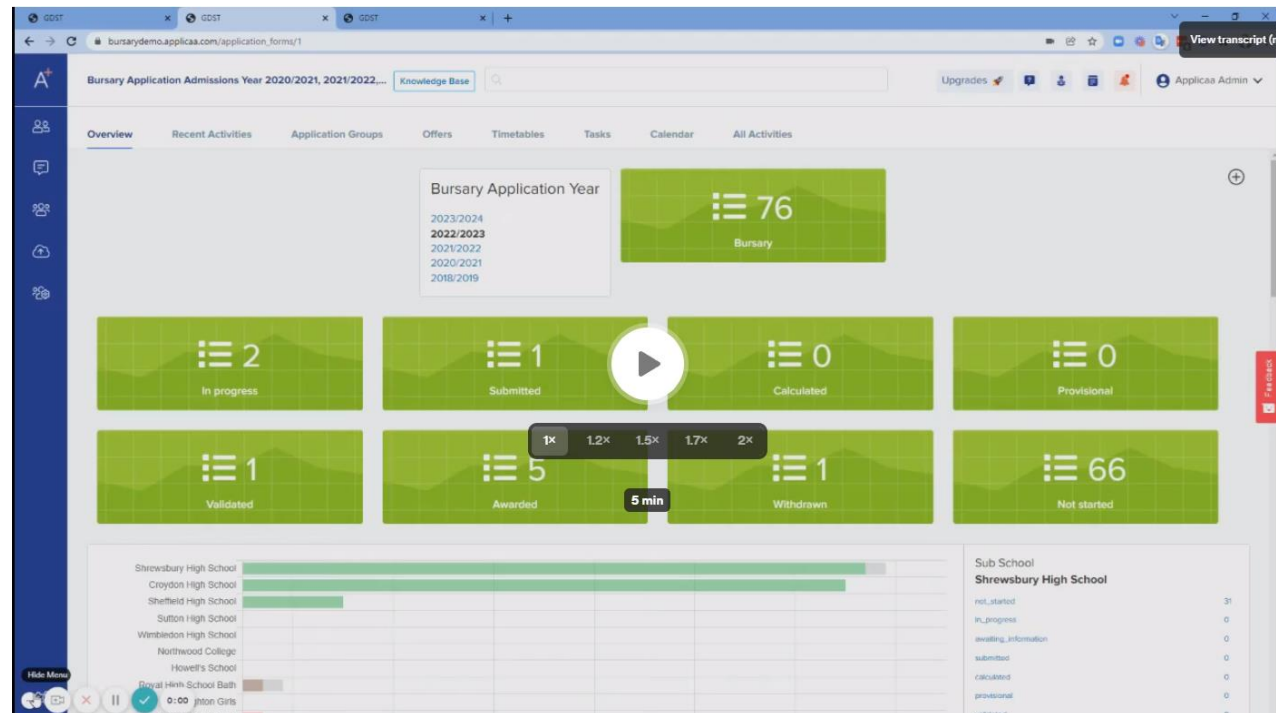 GDST
GDST
GDST
bursarydemo.applicaa.com/application_forms/1
View transcript (r
A+
Bursary Application Admissions Year 2020/2021, 2021/2022,...
Knowledge Base
Upgrades
Applicaa Admin
Overview
Recent Activities
Application Groups
Offers
Timetables
Tasks
Calendar
All Activities
Bursary Application Year
2023/2024
2022/2023
2021/2022
2020/2021
2018/2019
76
Bursary
2
In progress
1
Submitted
0
Calculated
0
Provisional
1×
1.2×
1.5×
1.7×
2×
1
Validated
5
Awarded
5 min
1
Withdrawn
66
Not started
Feedback
Shrewsbury High School
Croydon High School
Sheffield High School
Sutton High School
Wimbledon High School
Northwood College
Howell's School
Royal High School Bath
ghton Girls
Sub School
Shrewsbury High School
not_started 31
in_progress 0
awaiting_information 0
submitted 0
calculated 0
provisional 0
Hide Menu
0:00